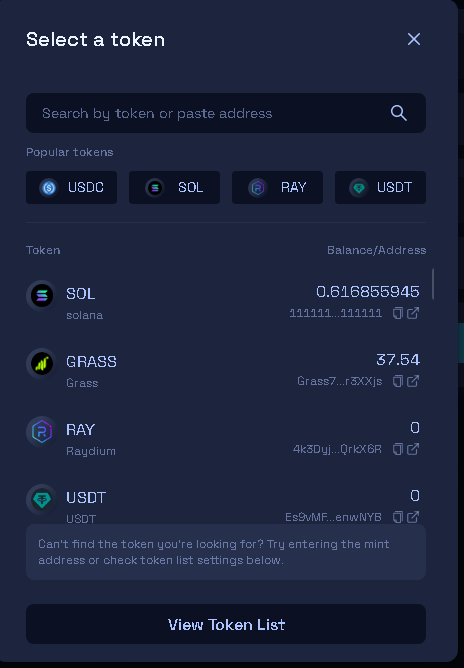 Select a token
Search by token or paste address
Popular tokens
USDC SOL RAY USDT
Token Balance/Address
SOL 0.616855945
solana 111111...111111
GRASS 37.54
Grass Grass7...r3XXjs
RAY 0
Raydium 4k3Dyj...QrkX6R
USDT 0
USDT Es9vMF...enwNYB
Can't find the token you're looking for? Try entering the mint
address or check token list settings below.
View Token List